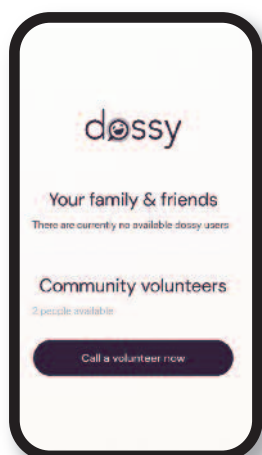 dossy
Your family & friends
There are currently no available dossy users
Community volunteers
2 people available
Call a volunteer now